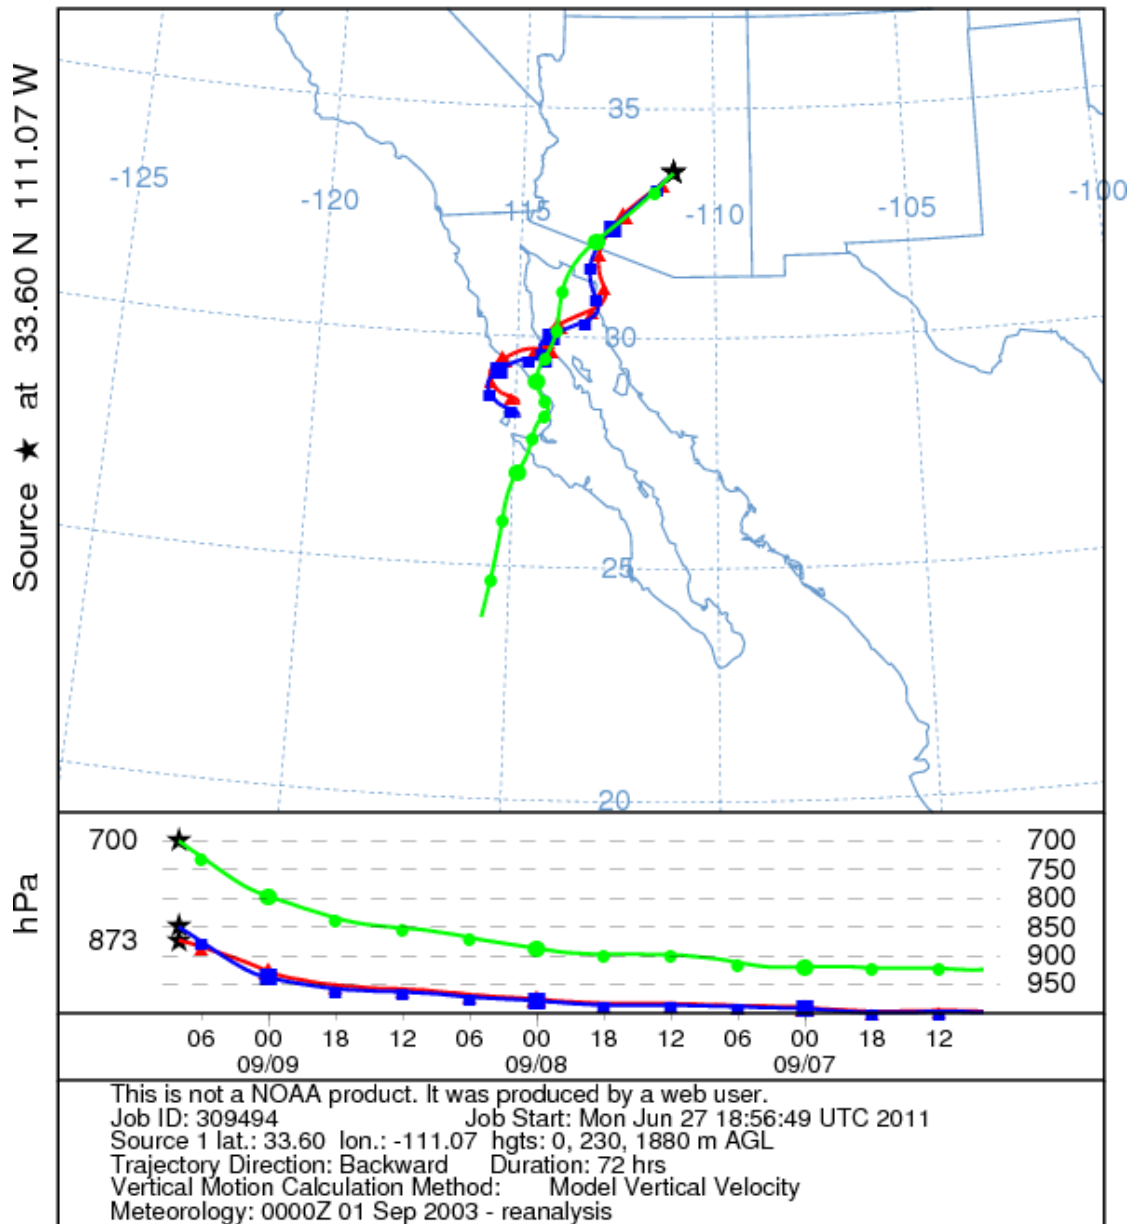 Source ★ at 33.60 N 111.07 W
35
-125
-120
-115
-110
-105
-100
30
25
20
hPa
700
700
750
800
850
873
900
950
06 00 18 12 06 00 18 12 06 00 18 12
09/09 09/08 09/07
This is not a NOAA product. It was produced by a web user.
Job ID: 309494 Job Start: Mon Jun 27 18:56:49 UTC 2011
Source 1 lat.: 33.60 lon.: -111.07 hgts: 0, 230, 1880 m AGL
Trajectory Direction: Backward Duration: 72 hrs
Vertical Motion Calculation Method: Model Vertical Velocity
Meteorology: 0000Z 01 Sep 2003 - reanalysis